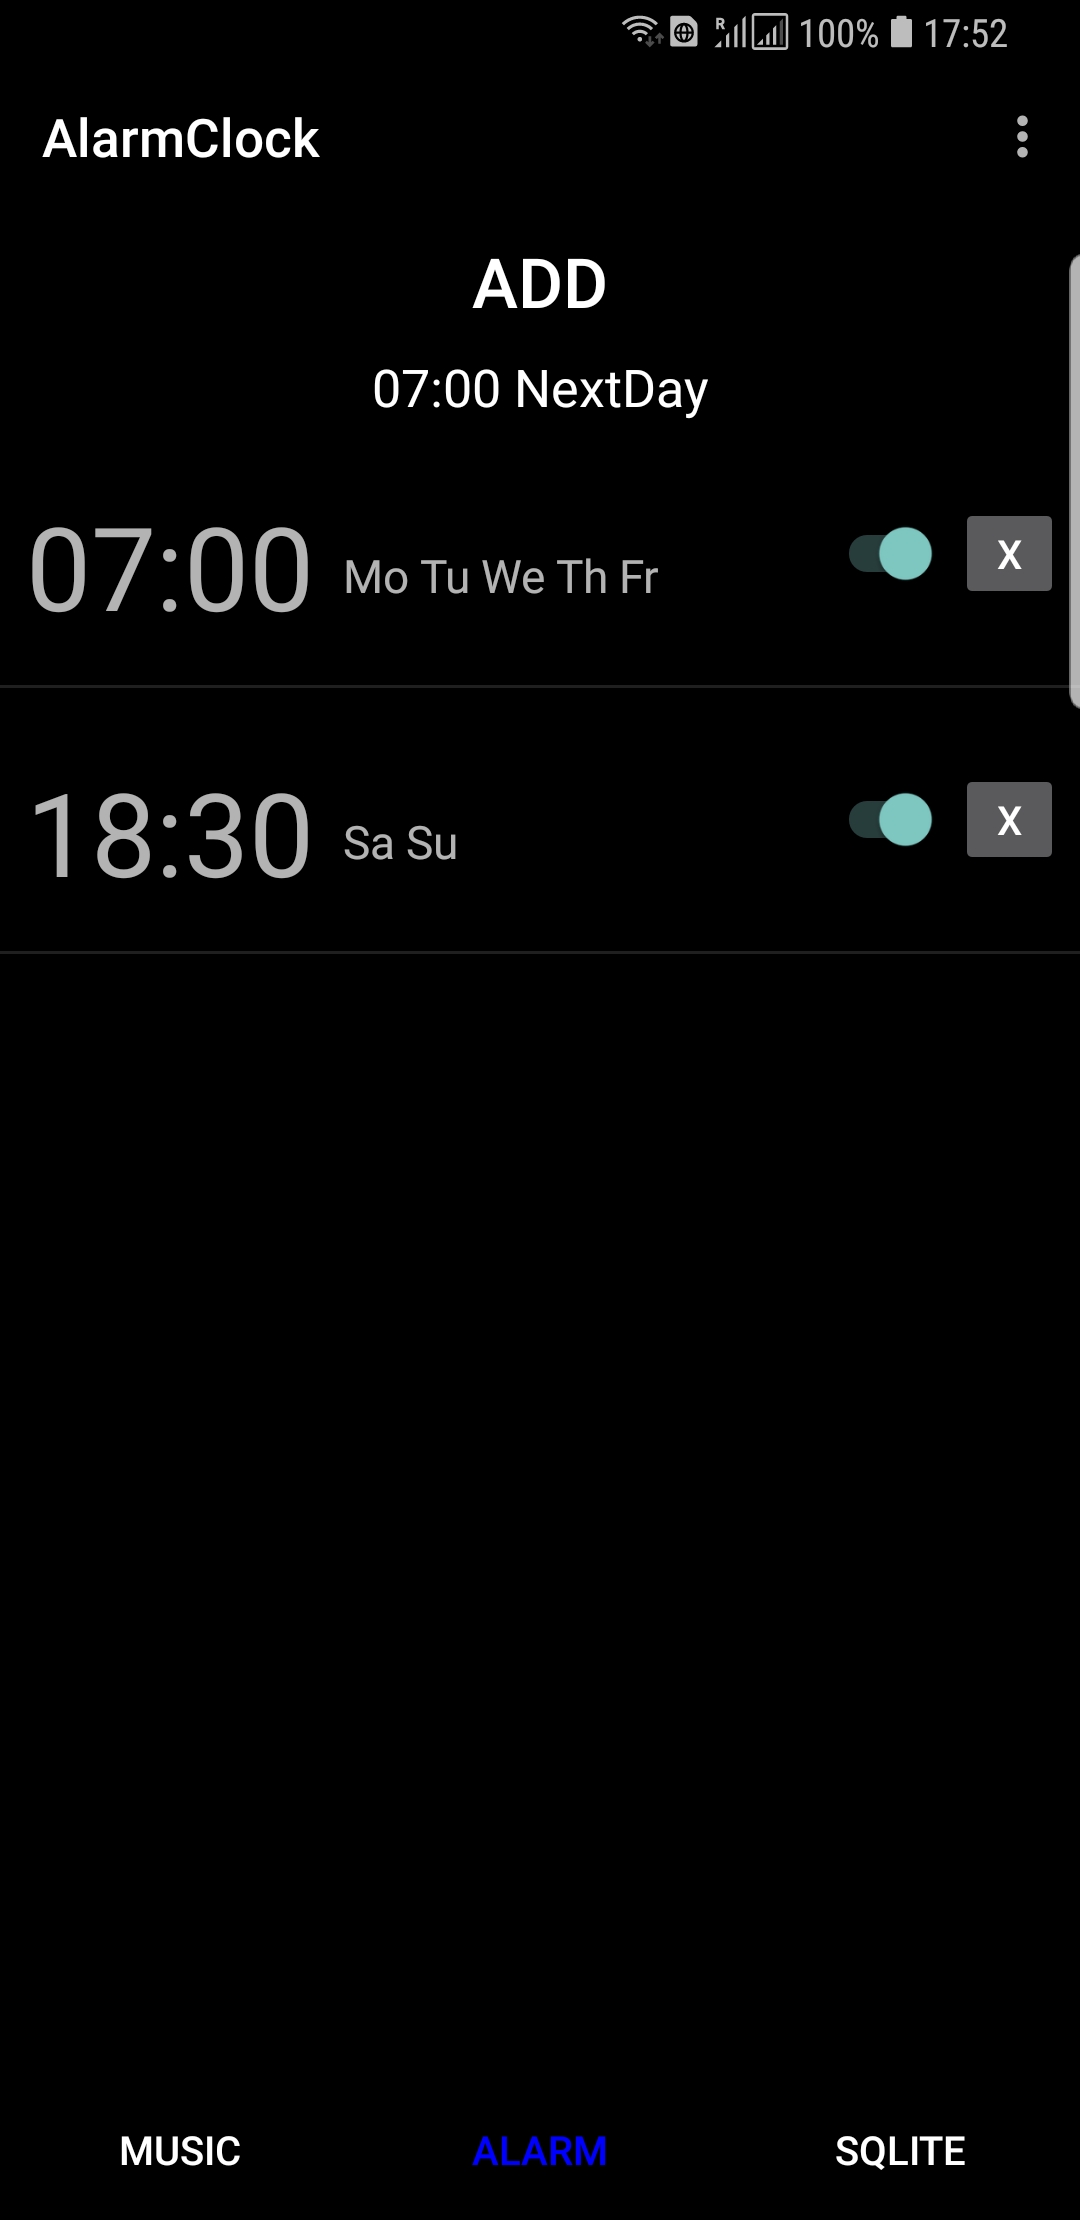 R 100% 17:52
AlarmClock
ADD
07:00 NextDay
07:00 Mo Tu We Th Fr X
18:30 Sa Su X
MUSIC ALARM SQLITE